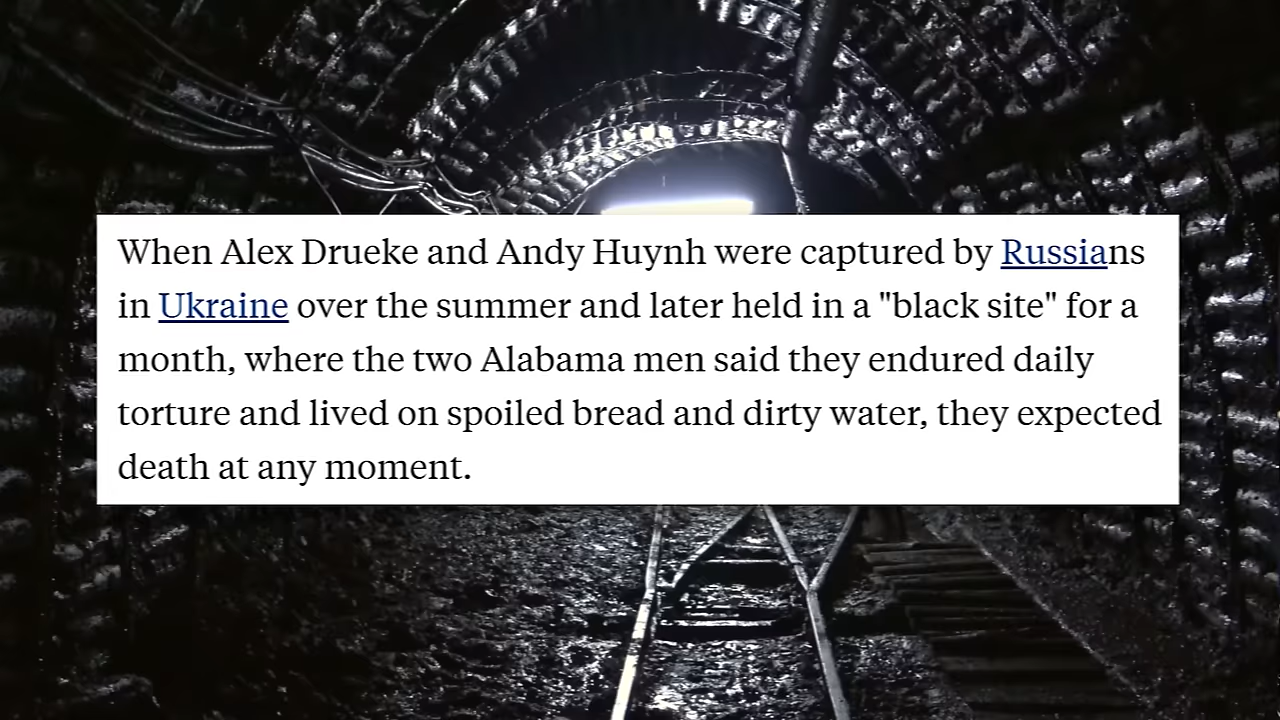 When Alex Drueke and Andy Huynh were captured by Russians
in Ukraine over the summer and later held in a "black site" for a
month, where the two Alabama men said they endured daily
torture and lived on spoiled bread and dirty water, they expected
death at any moment.